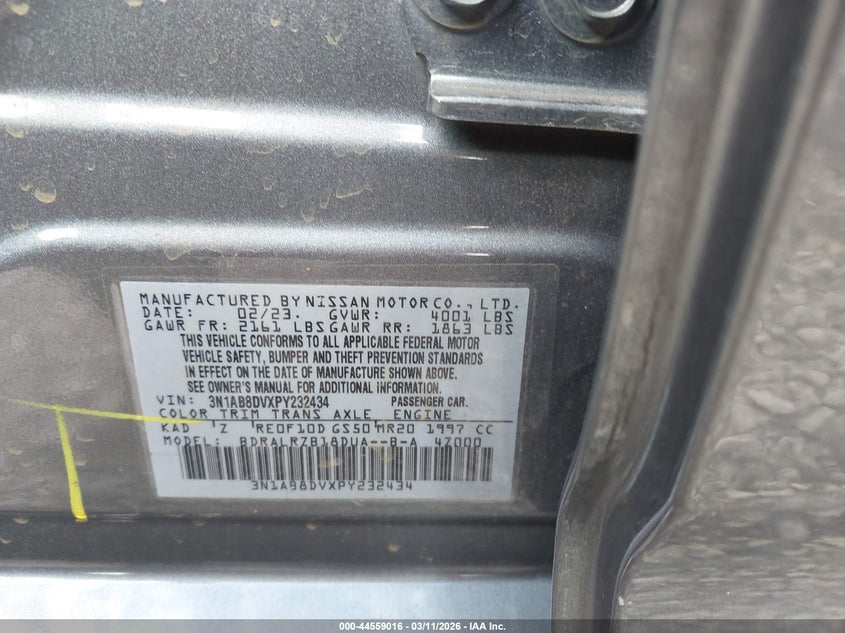 MANUFACTURED BY NISSAN MOTOR CO., LTD.
DATE: 02/23. GVWR: 4001 LBS
GAWR FR: 2161 LBS GAWR RR: 1863 LBS
THIS VEHICLE CONFORMS TO ALL APPLICABLE FEDERAL MOTOR
VEHICLE SAFETY, BUMPER AND THEFT PREVENTION STANDARDS
IN EFFECT ON THE DATE OF MANUFACTURE SHOWN ABOVE.
SEE OWNER'S MANUAL FOR ADDITIONAL INFORMATION.
VIN: 3N1AB8DVXPY232434 PASSENGER CAR.
COLOR TRIM TRANS AXLE ENGINE
KAD Z RE0F10D GS50 MR20 1997 CC
MODEL: BDRALRZB18DUA--B-A 47000
3N1AB8DVXPY232434
000-44559016 - 03/11/2026 - IAA Inc.